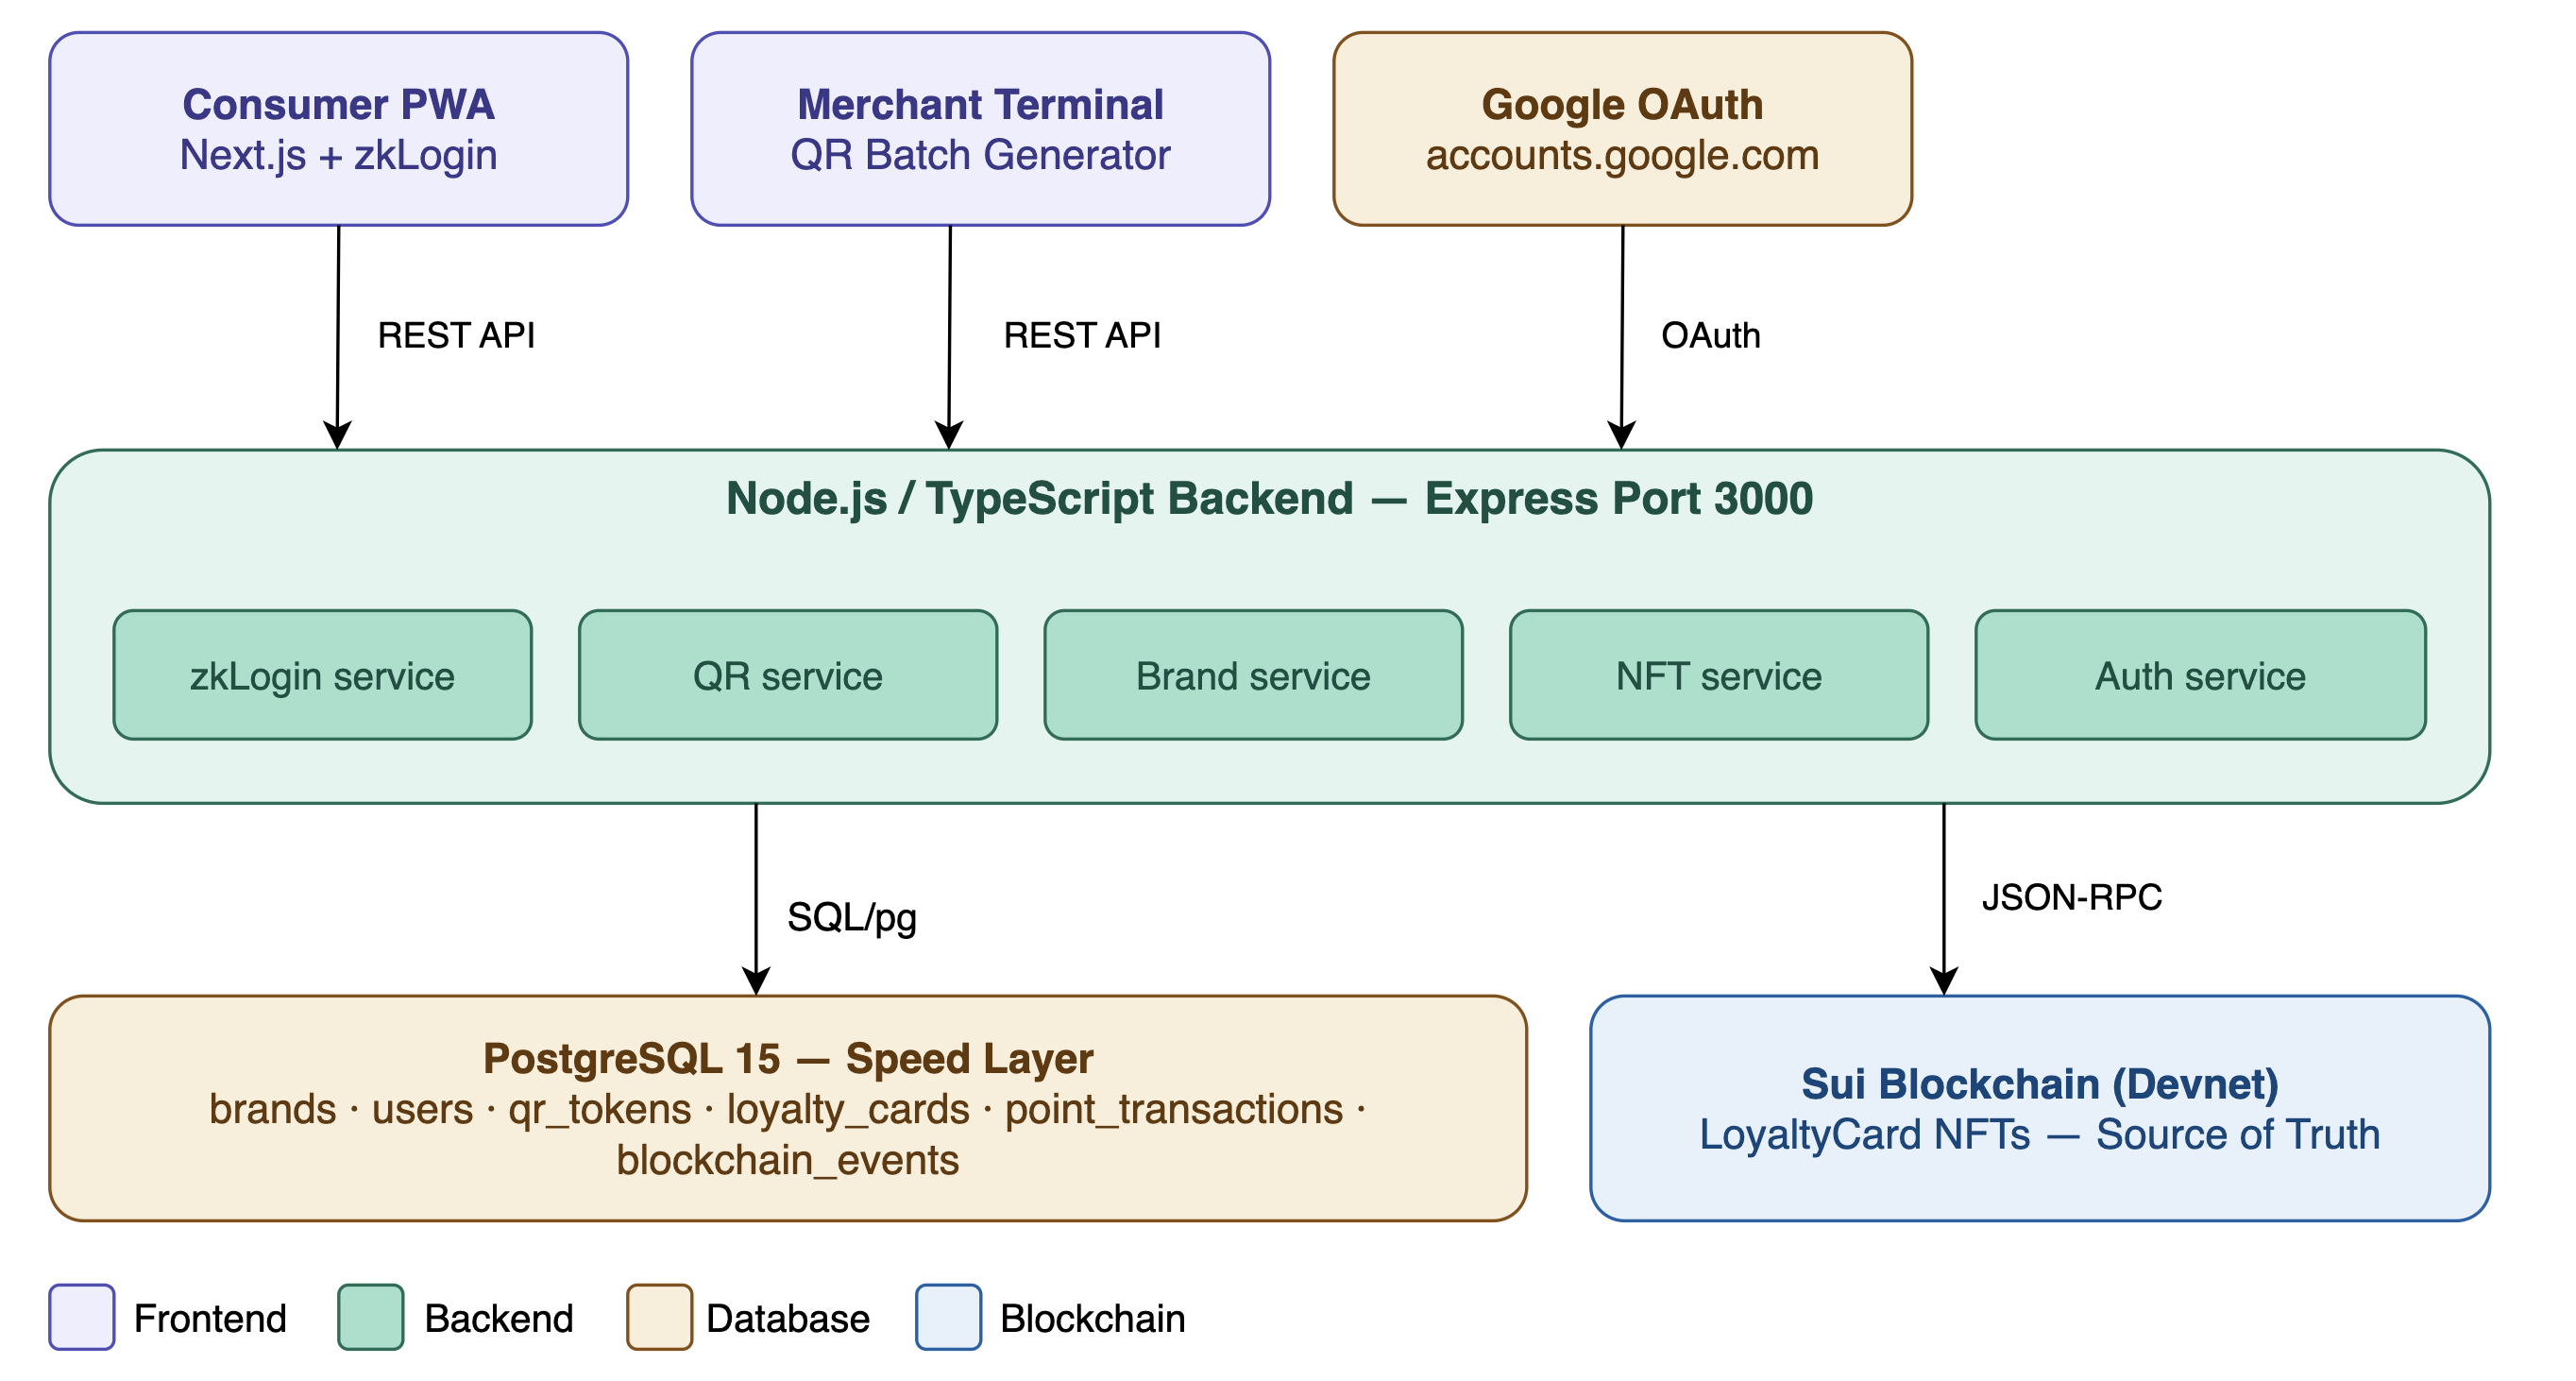 Consumer PWA
Next.js + zkLogin
Merchant Terminal
QR Batch Generator
Google OAuth
accounts.google.com
REST API
REST API
OAuth
Node.js / TypeScript Backend — Express Port 3000
zkLogin service
QR service
Brand service
NFT service
Auth service
SQL/pg
JSON-RPC
PostgreSQL 15 — Speed Layer
brands · users · qr_tokens · loyalty_cards · point_transactions ·
blockchain_events
Sui Blockchain (Devnet)
LoyaltyCard NFTs — Source of Truth
Frontend
Backend
Database
Blockchain